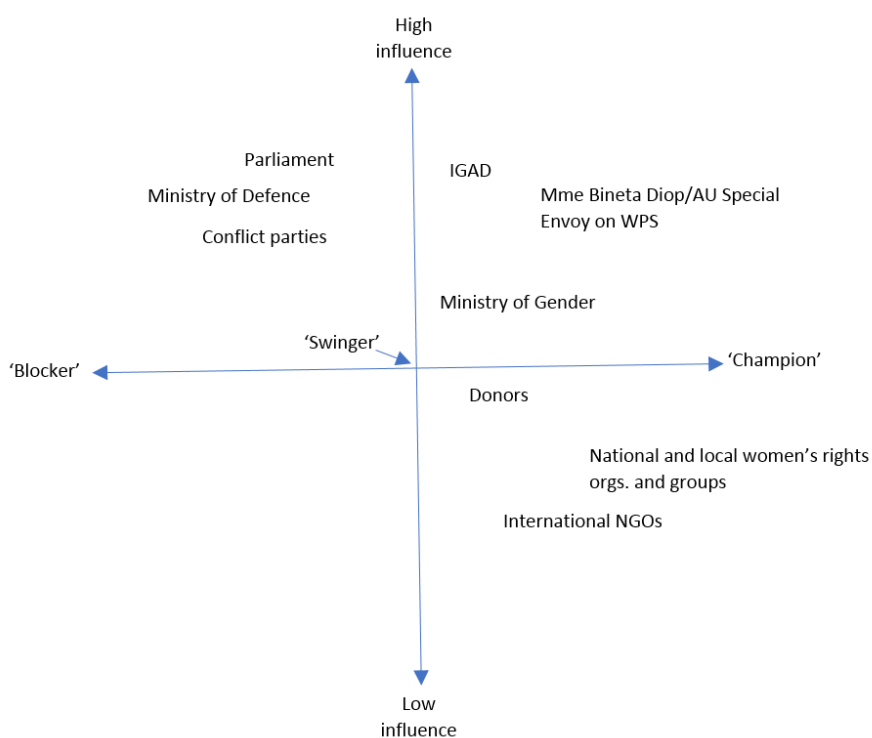 High
influence
Parliament
IGAD
Ministry of Defence
Mme Bineta Diop/AU Special
Envoy on WPS
Conflict parties
Ministry of Gender
‘Swinger’
‘Blocker’
‘Champion’
Donors
National and local women’s rights
orgs. and groups
International NGOs
Low
influence